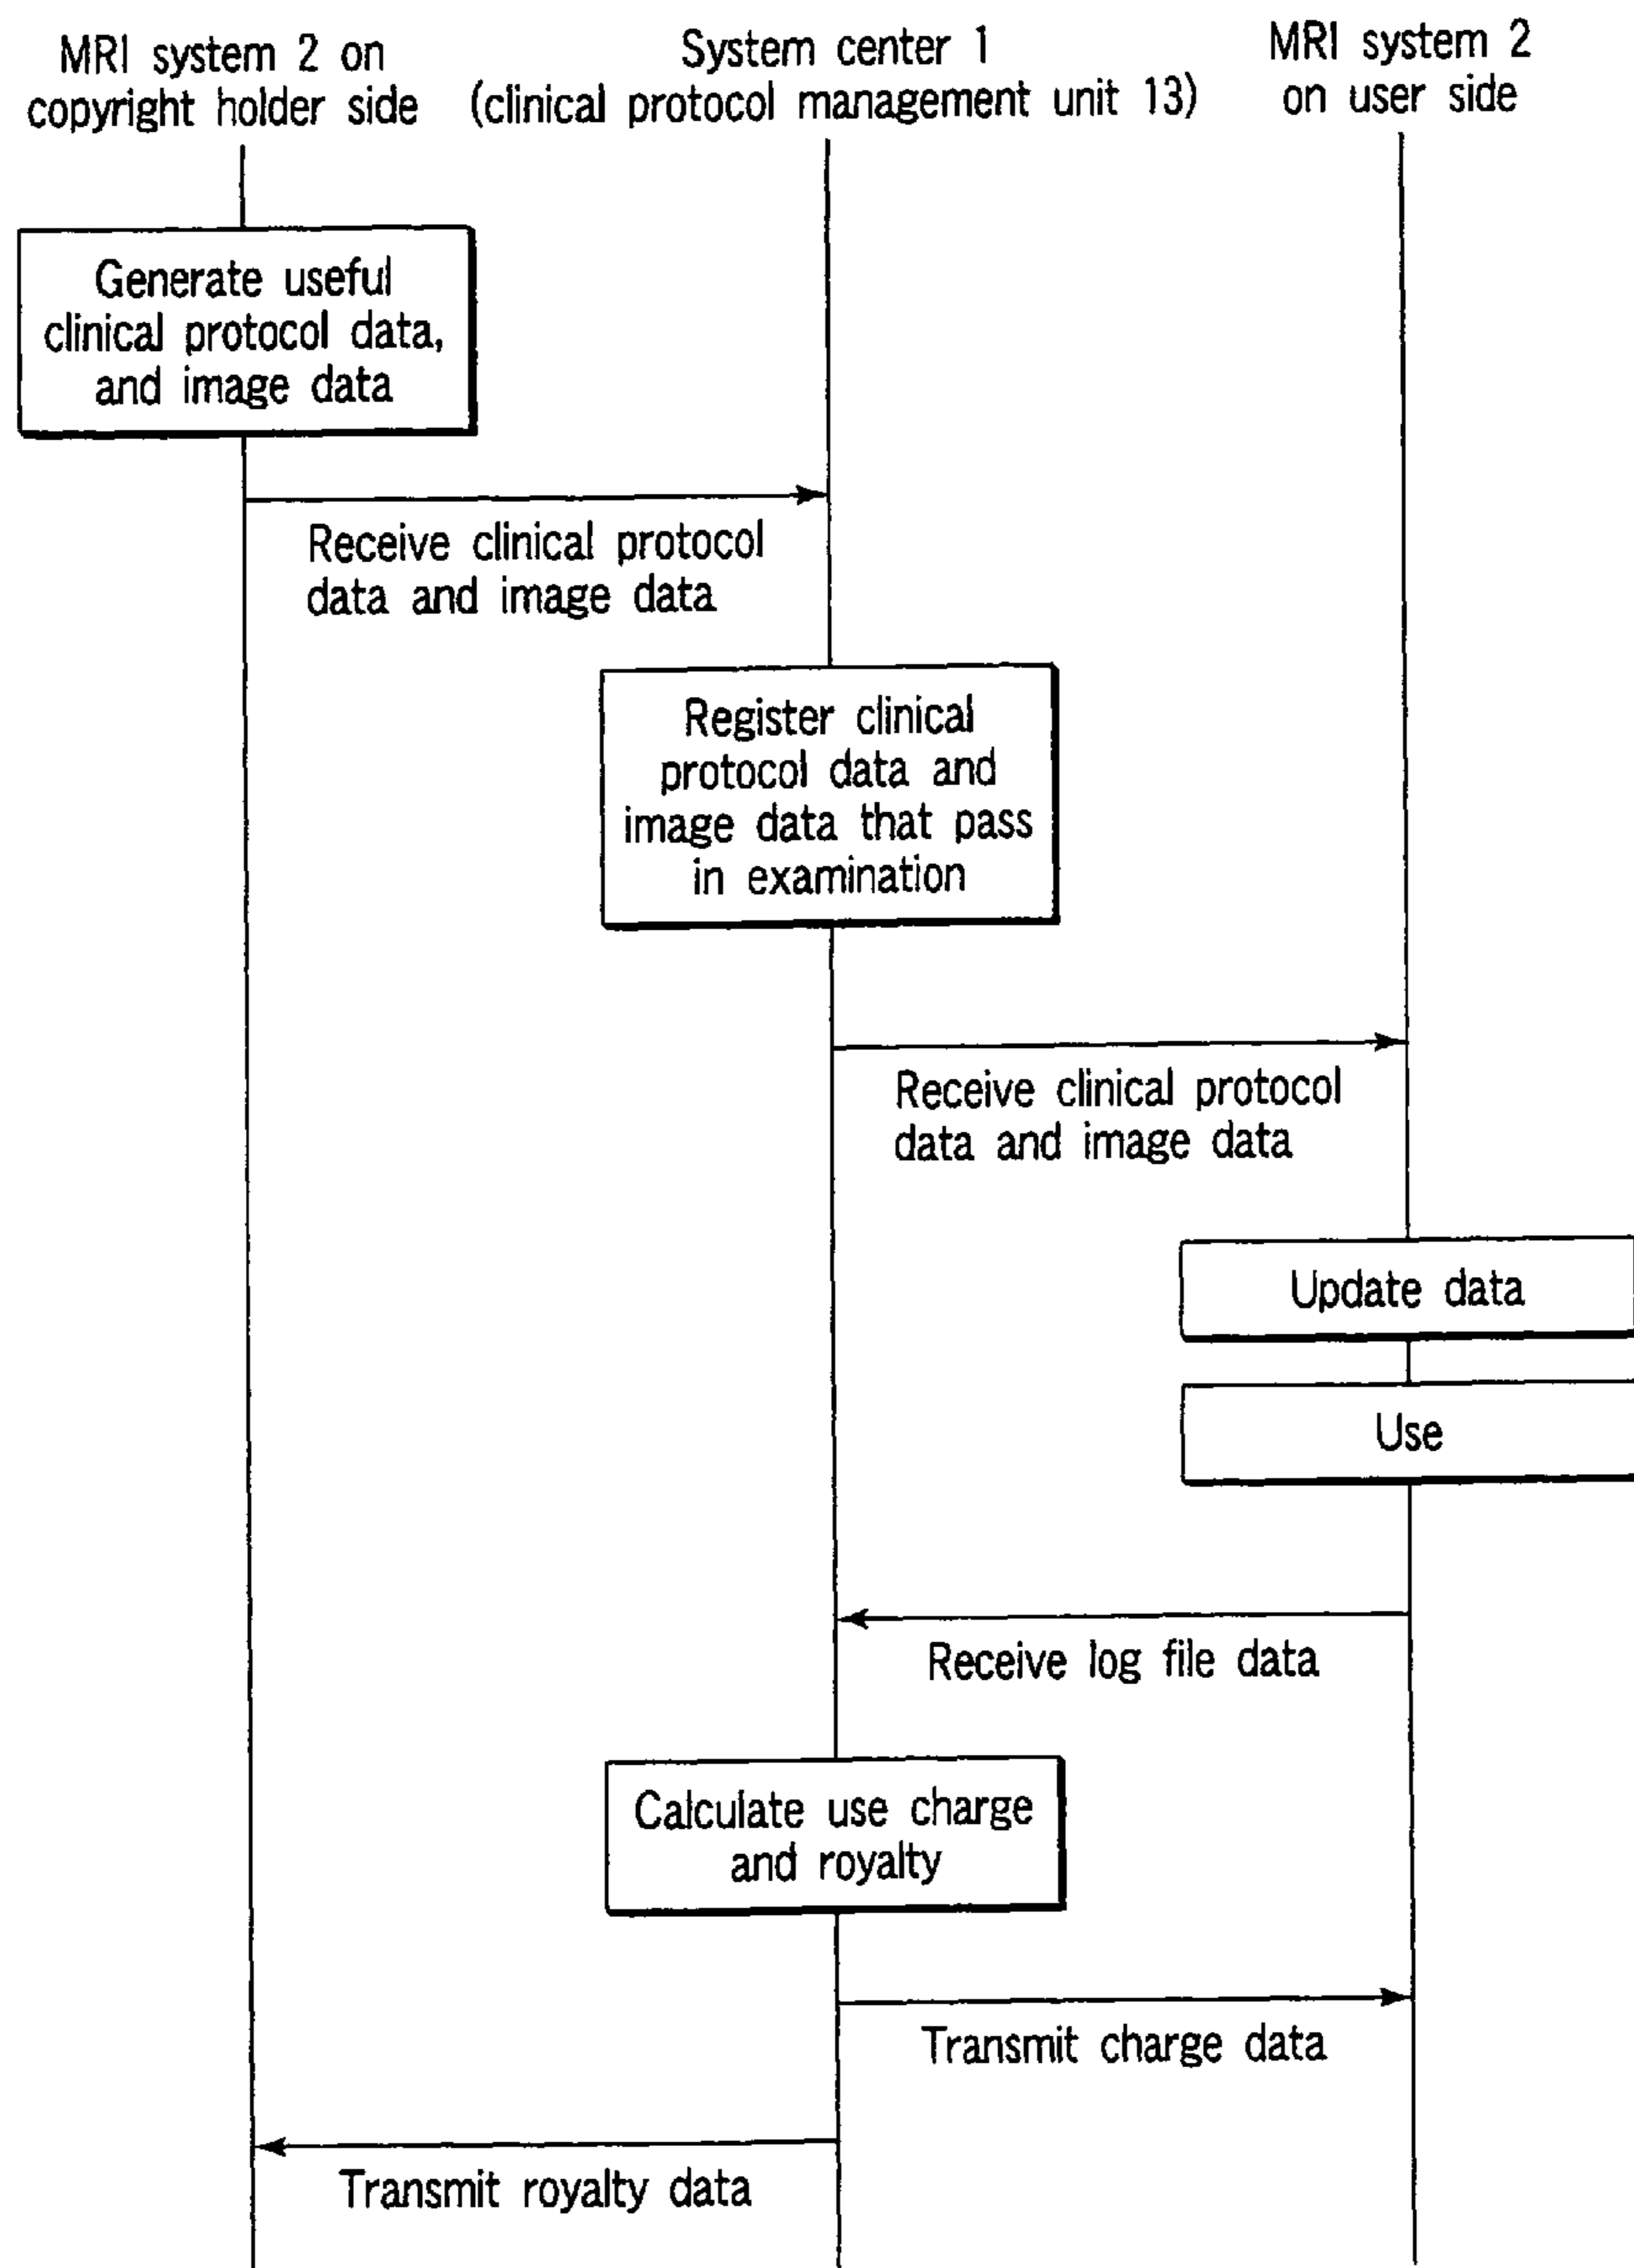 MRI system 2 on
copyright holder side
System center 1
(clinical protocol management unit 13)
MRI system 2
on user side
Generate useful
clinical protocol data,
and image data
Receive clinical protocol
data and image data
Register clinical
protocol data and
image data that pass
in examination
Receive clinical protocol
data and image data
Update data
Use
Receive log file data
Calculate use charge
and royalty
Transmit charge data
Transmit royalty data